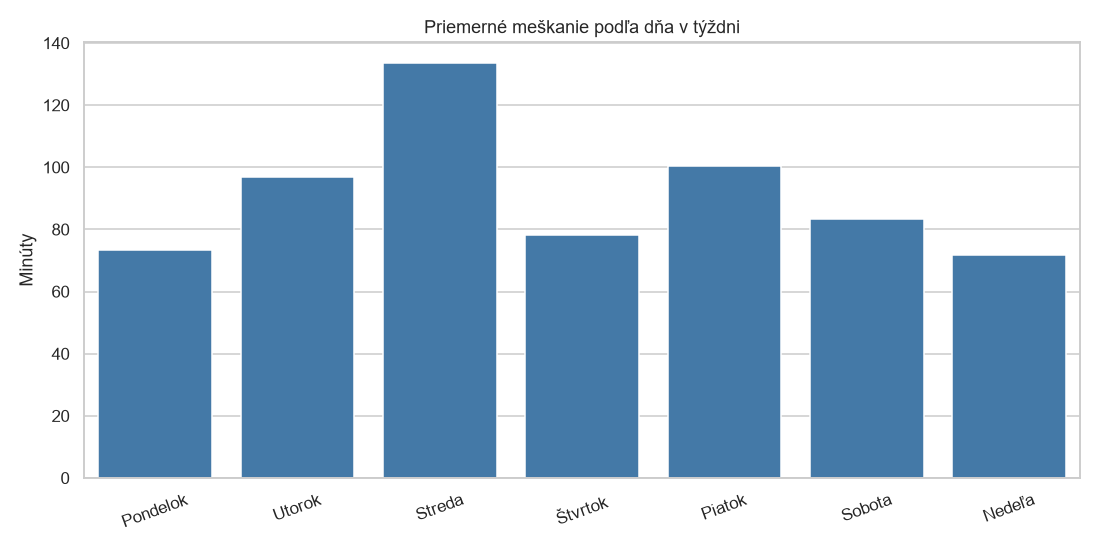 Priemerné meškanie podľa dňa v týždni
Minúty
140
120
100
80
60
40
20
0
Pondelok
Utorok
Streda
Štvrtok
Piatok
Sobota
Nedeľa